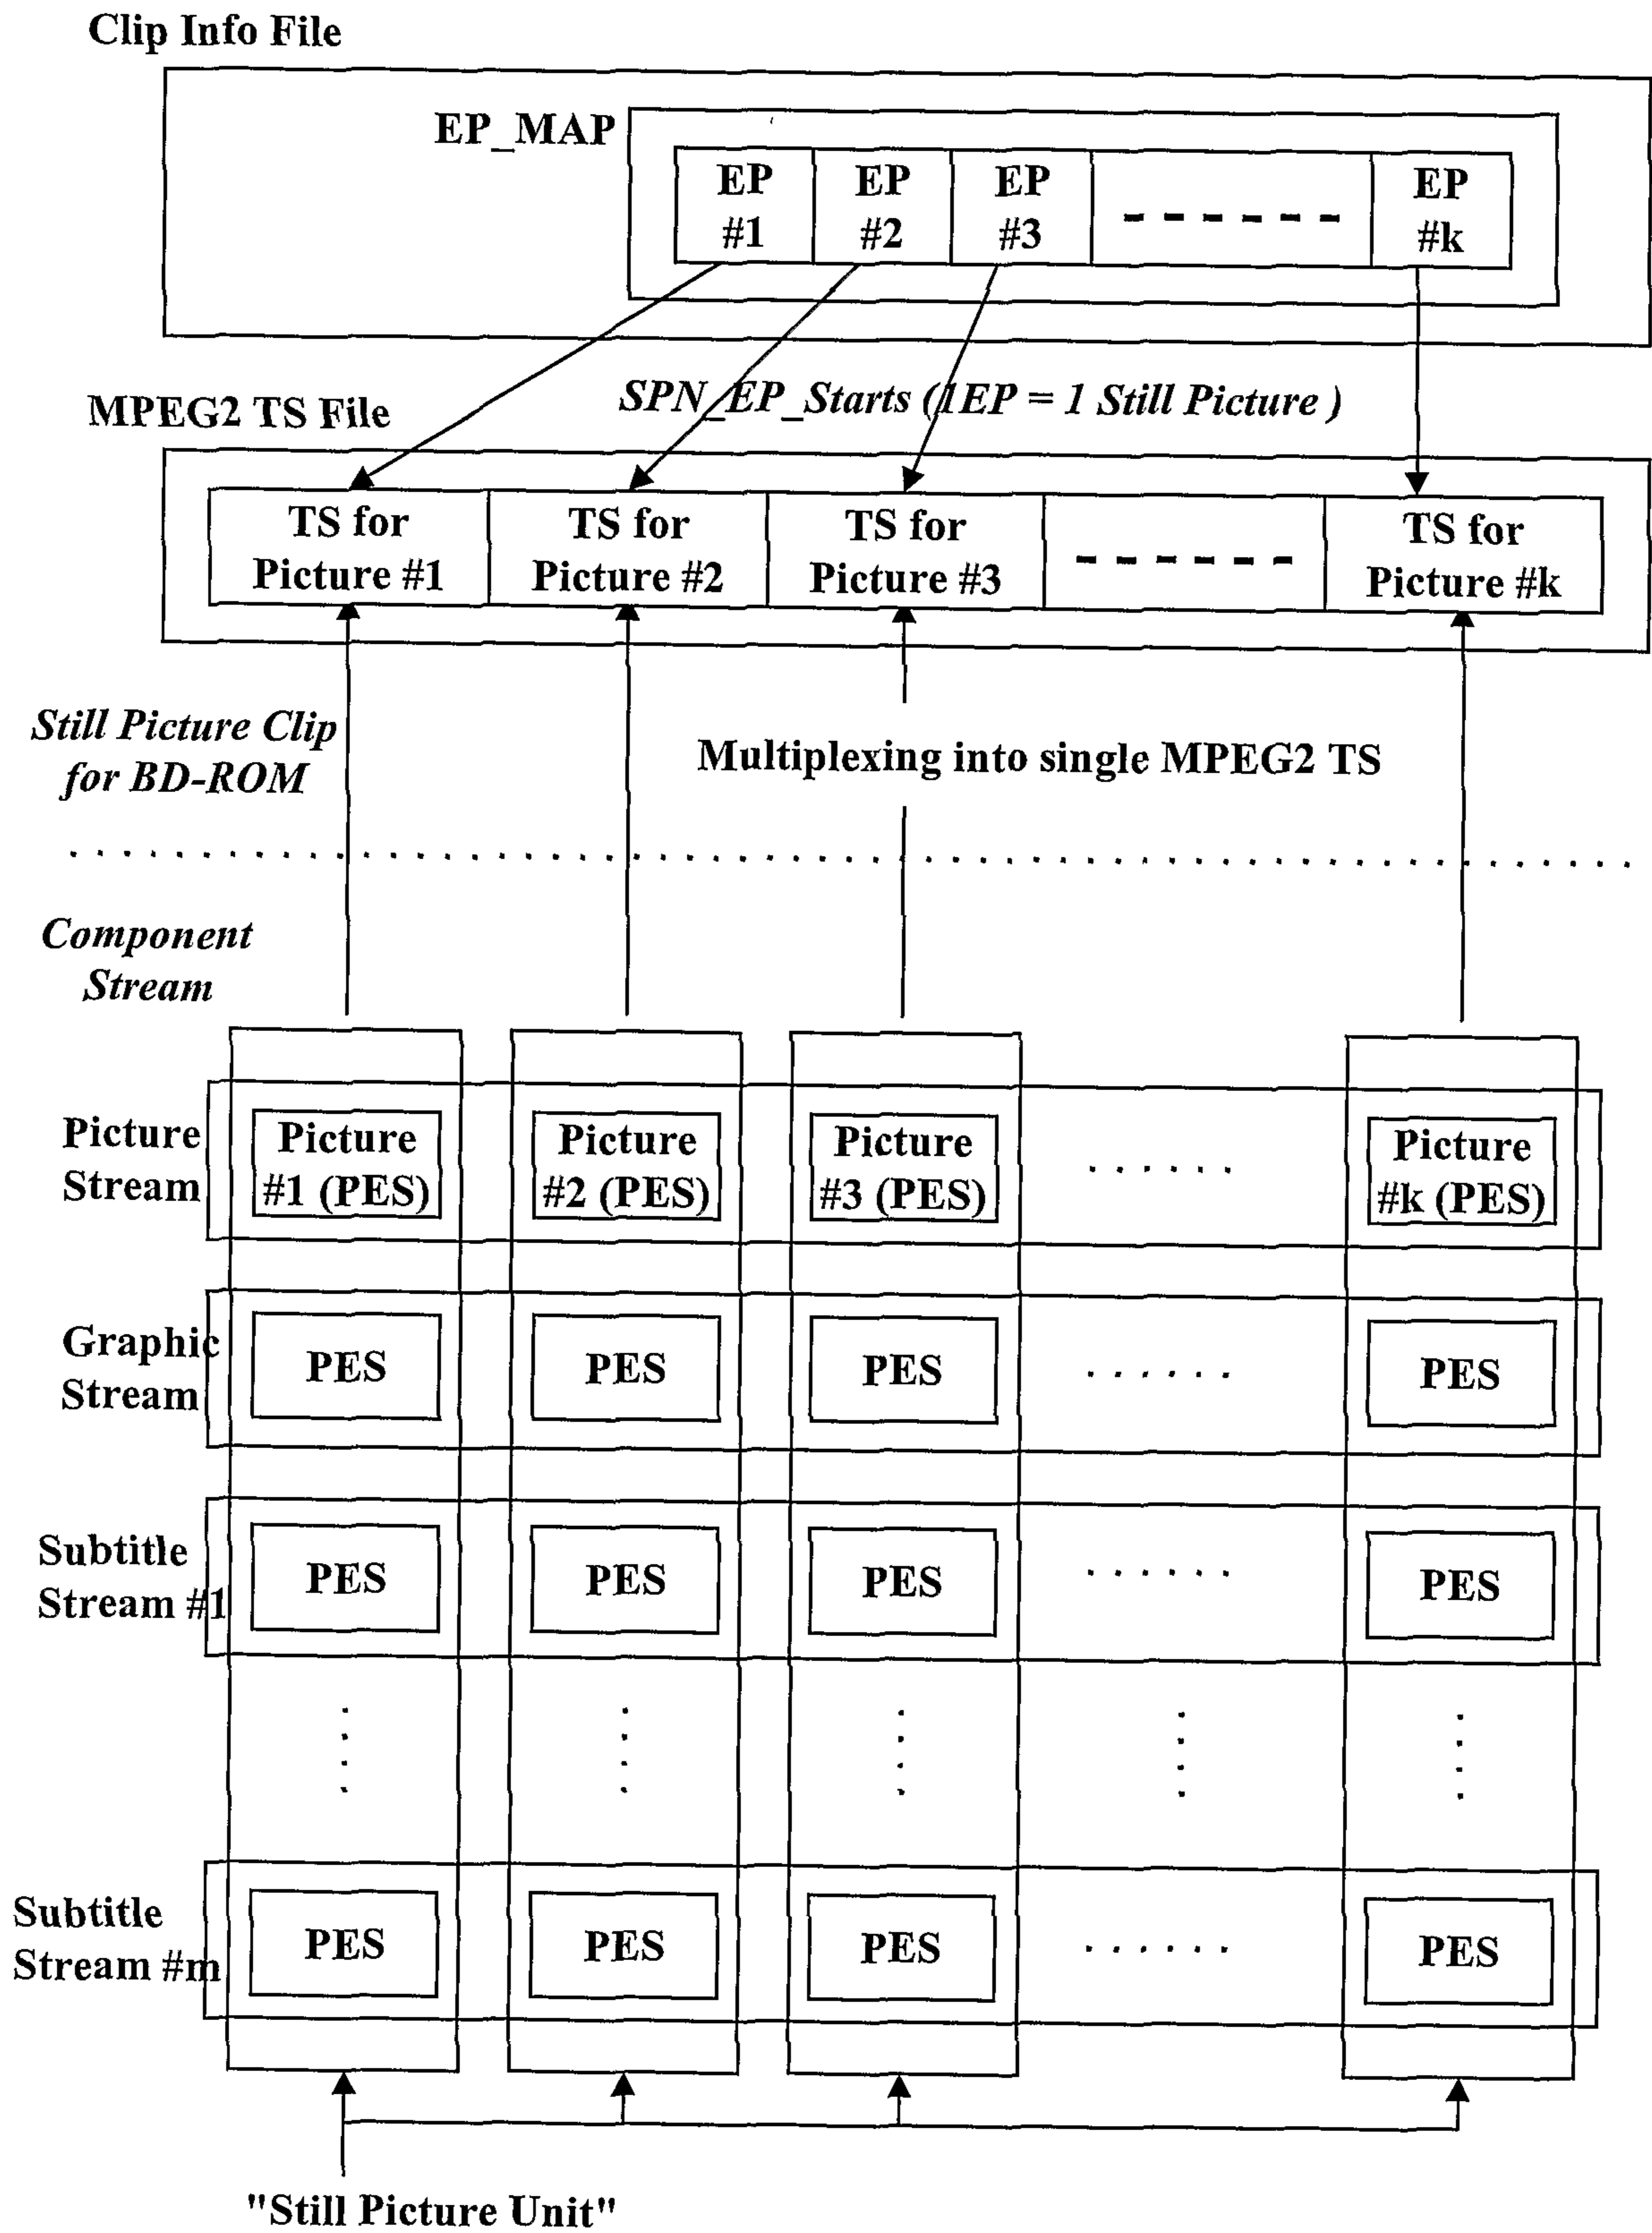 Clip Info File
EP_MAP
EP
#1
EP
#2
EP
#3
EP
#k
SPN_EP_Starts (1EP = 1 Still Picture )
MPEG2 TS File
TS for
Picture #1
TS for
Picture #2
TS for
Picture #3
TS for
Picture #k
Still Picture Clip
for BD-ROM
Multiplexing into single MPEG2 TS
Component
Stream
Picture
Stream
Picture
#1 (PES)
Picture
#2 (PES)
Picture
#3 (PES)
Picture
#k (PES)
Graphic
Stream
PES
PES
PES
PES
Subtitle
Stream #1
PES
PES
PES
PES
Subtitle
Stream #m
PES
PES
PES
PES
"Still Picture Unit"